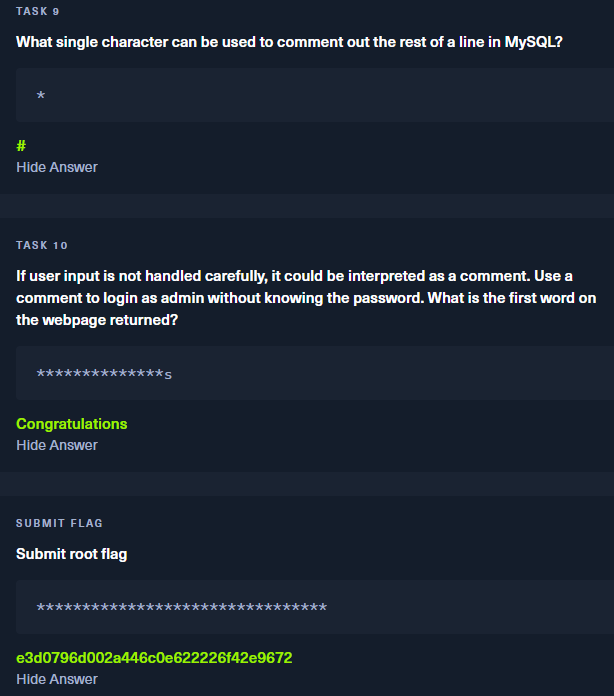 TASK 9
What single character can be used to comment out the rest of a line in MySQL?
*
#
Hide Answer
TASK 10
If user input is not handled carefully, it could be interpreted as a comment. Use a
comment to login as admin without knowing the password. What is the first word on
the webpage returned?
**************s
Congratulations
Hide Answer
SUBMIT FLAG
Submit root flag
********************************
e3d0796d002a446c0e622226f42e9672
Hide Answer